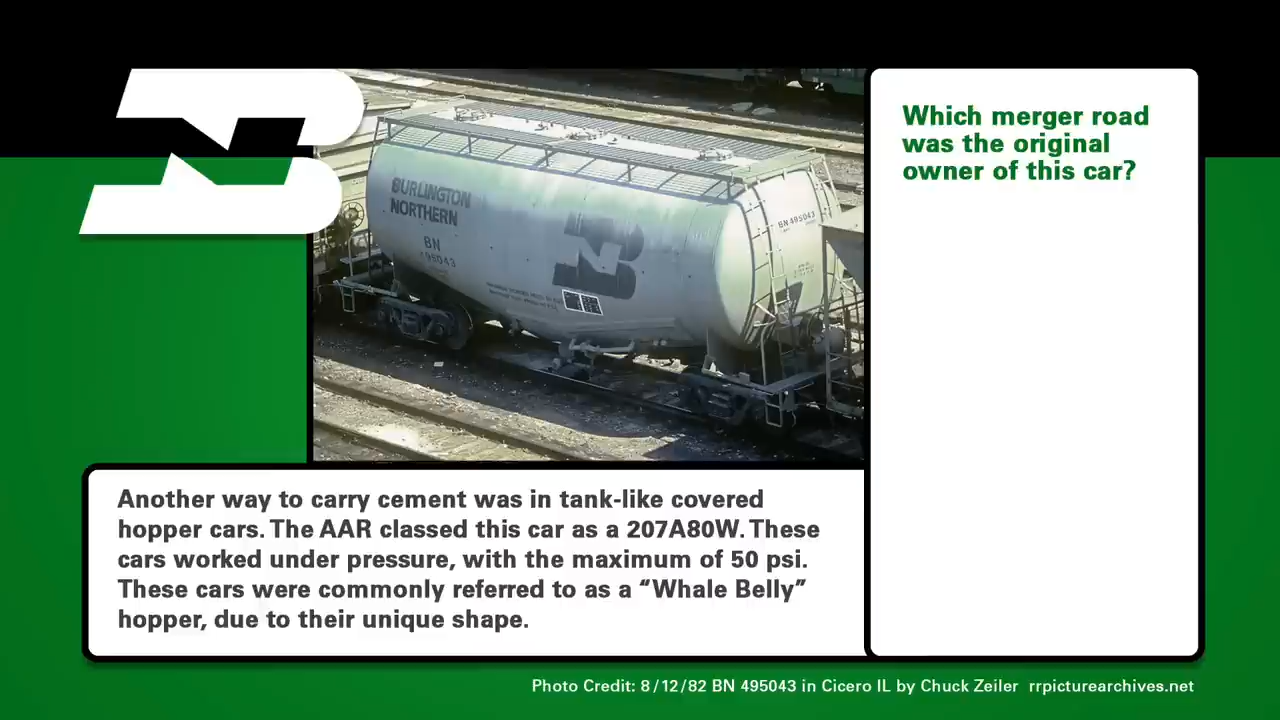 Which merger road
was the original
owner of this car?
BURLINGTON
NORTHERN
BN
495043
BN 495043
Another way to carry cement was in tank-like covered
hopper cars. The AAR classed this car as a 207A80W. These
cars worked under pressure, with the maximum of 50 psi.
These cars were commonly referred to as a “Whale Belly”
hopper, due to their unique shape.
Photo Credit: 8/12/82 BN 495043 in Cicero IL by Chuck Zeiler rrpicturearchives.net